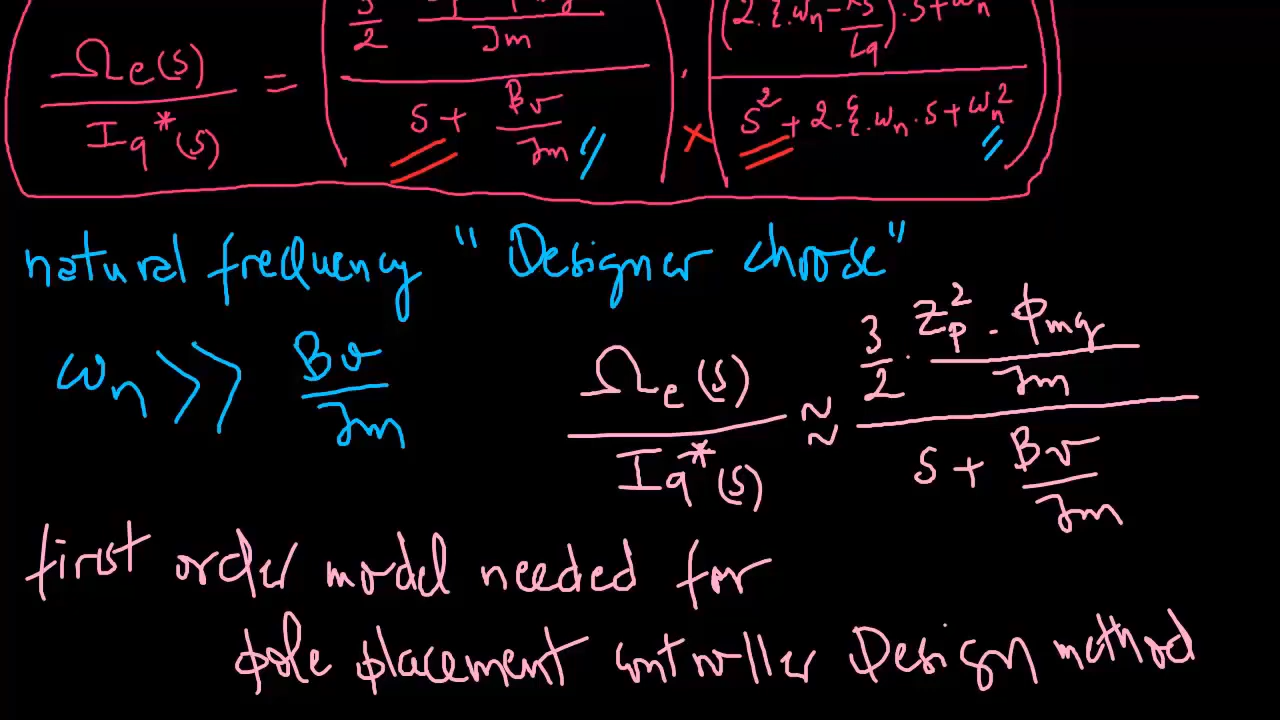 Ωe(s) / Iq*(s) = (3/2 / Jm) / (s + Bv/Jm) · (2.ξ.ωn - Rs/Lq).s + ωn² / s² + 2.ξ.ωn.s + ωn²
natural frequency "Designer choose"
ωn >> Bv/Jm
Ωe(s) / Iq*(s) ≈ (3/2 . Zp² . ϕmg / Jm) / (s + Bv/Jm)
first order model needed for
pole placement controller Design method